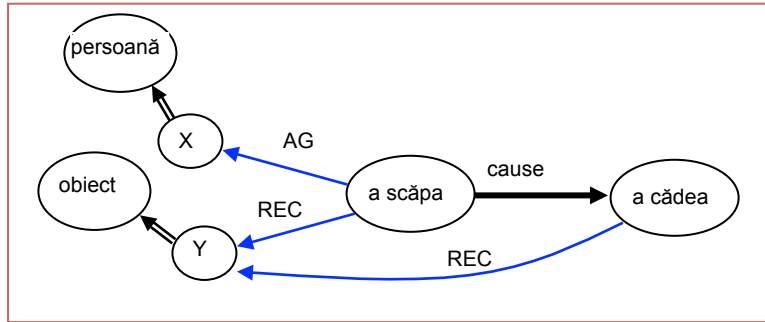 persoană
X
AG
cause
obiect
a scăpa
a cădea
REC
Y
REC